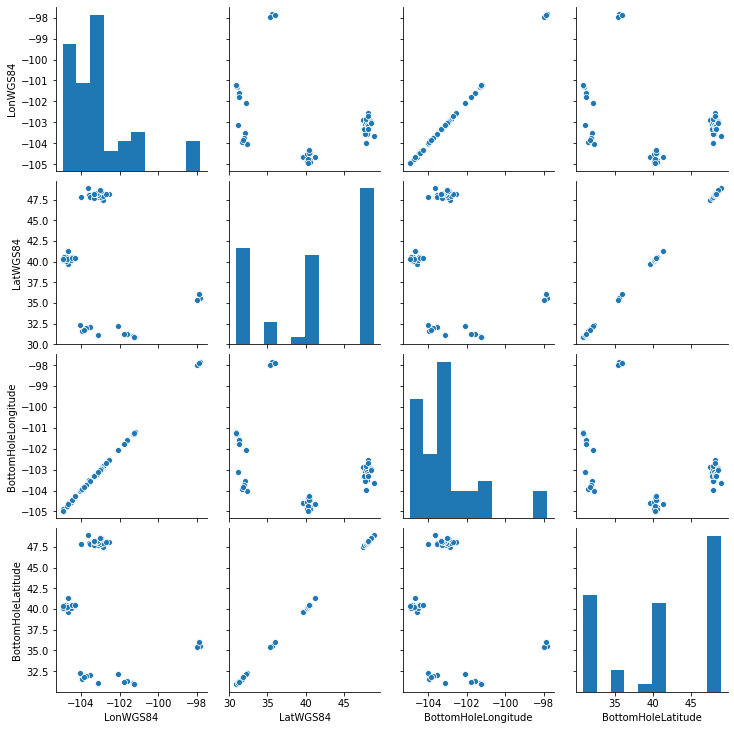 LonWGS84
−98
−99
−100
−101
−102
−103
−104
−105
LatWGS84
47.5
45.0
42.5
40.0
37.5
35.0
32.5
30.0
BottomHoleLongitude
−98
−99
−100
−101
−102
−103
−104
−105
BottomHoleLatitude
47.5
45.0
42.5
40.0
37.5
35.0
32.5
−104 −102 −100 −98
30 35 40 45
−104 −102 −100 −98
35 40 45
LonWGS84
LatWGS84
BottomHoleLongitude
BottomHoleLatitude